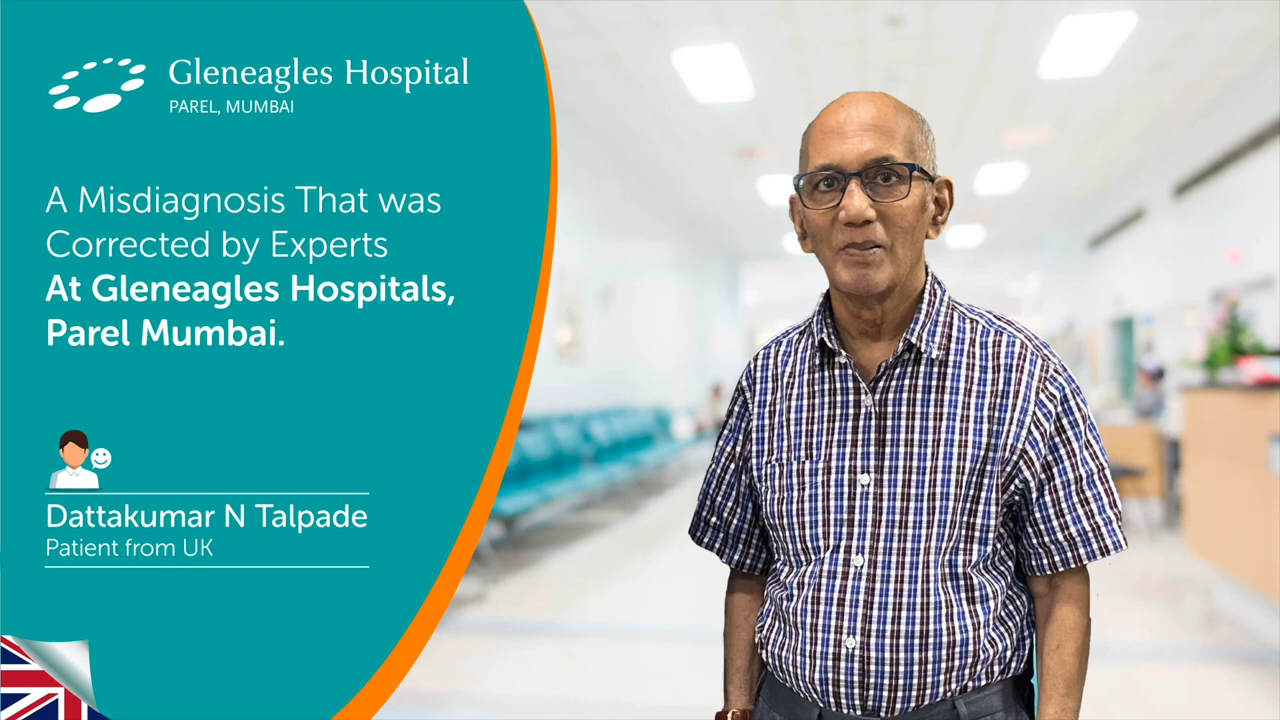 Gleneagles Hospital
PAREL, MUMBAI
A Misdiagnosis That was
Corrected by Experts
At Gleneagles Hospitals,
Parel Mumbai.
Dattakumar N Talpade
Patient from UK